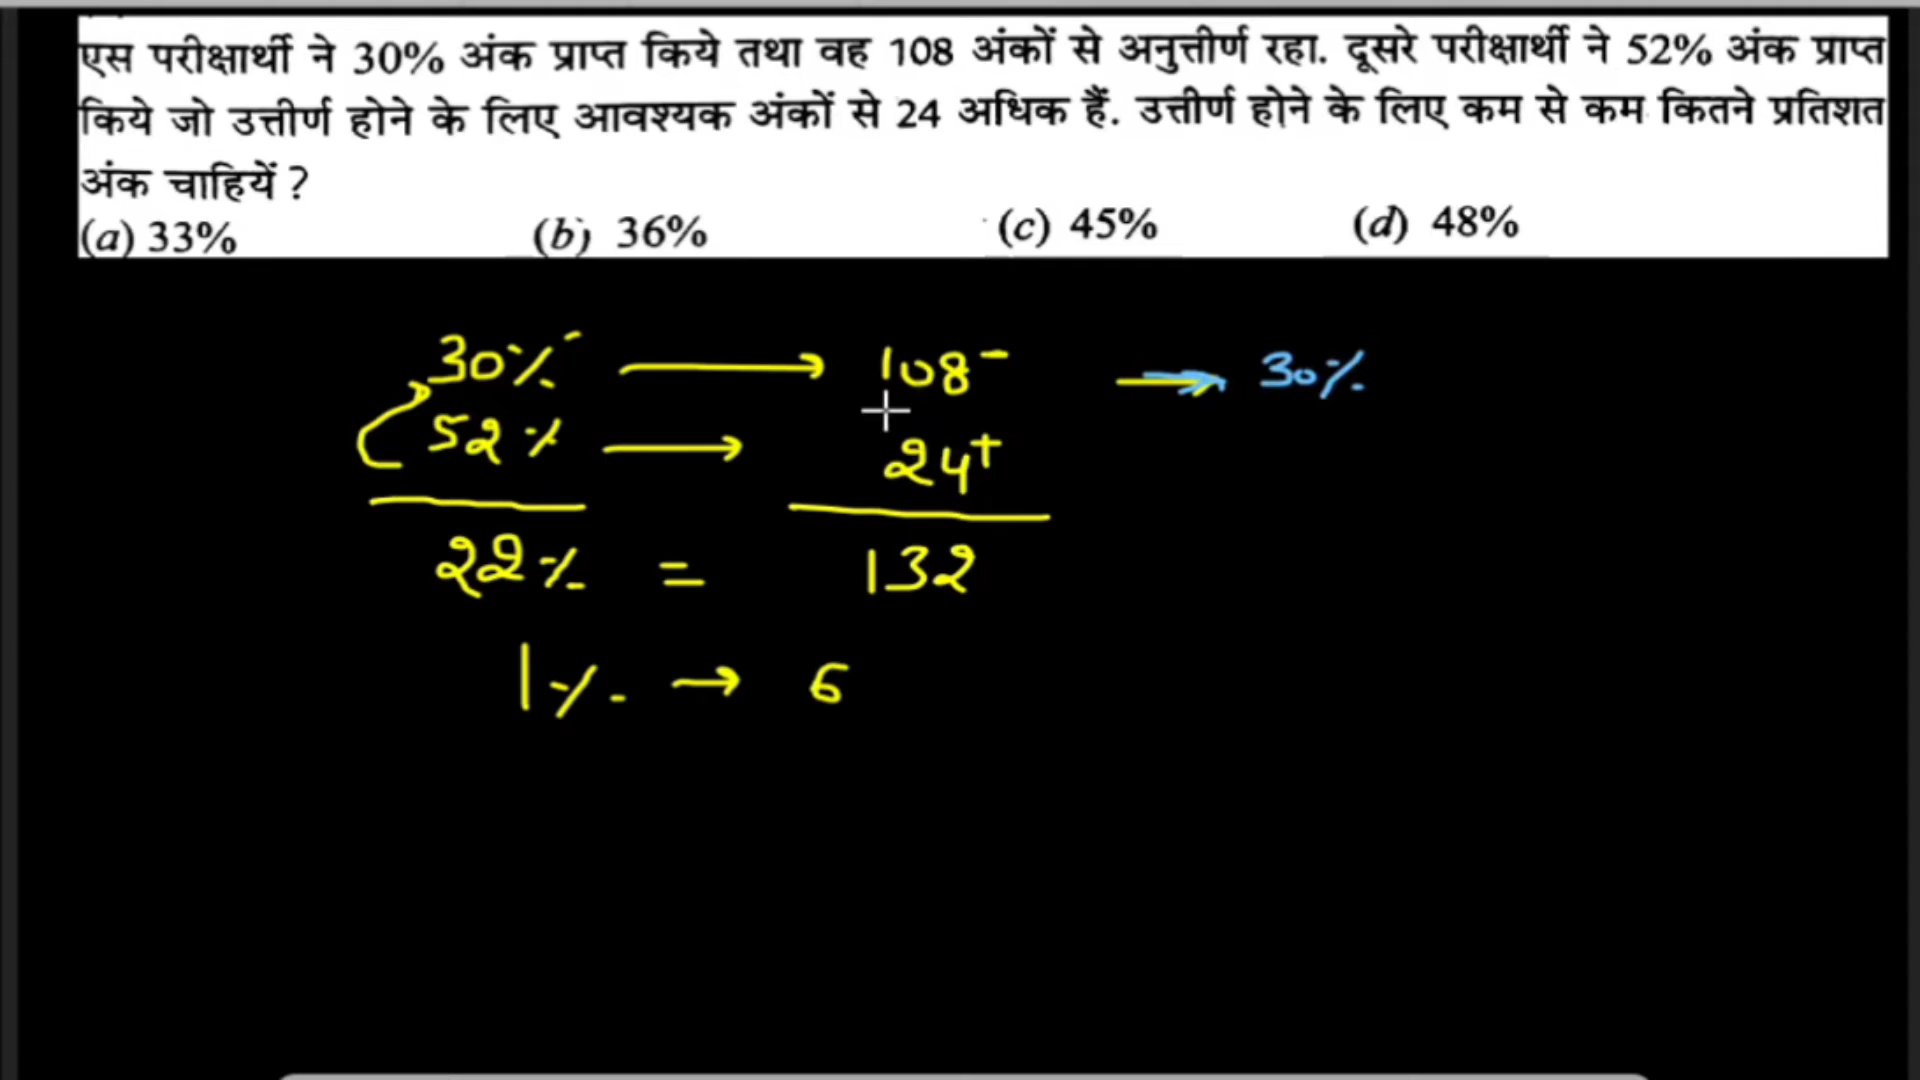 एस परीक्षार्थी ने 30% अंक प्राप्त किये तथा वह 108 अंकों से अनुत्तीर्ण रहा. दूसरे परीक्षार्थी ने 52% अंक प्राप्त
किये जो उत्तीर्ण होने के लिए आवश्यक अंकों से 24 अधिक हैं. उत्तीर्ण होने के लिए कम से कम कितने प्रतिशत
अंक चाहियें ?
(a) 33% (b) 36% (c) 45% (d) 48%
30% → 108⁻ → 30%
52% → 24⁺
22% = 132
1% → 6